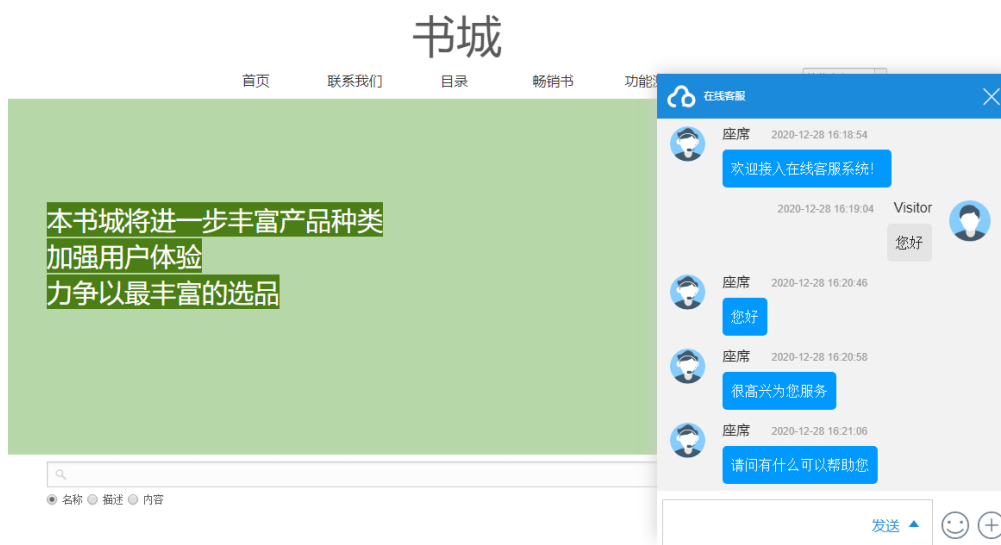 书城
首页
联系我们
目录
畅销书
功能
在线客服
座席 2020-12-28 16:18:54
欢迎接入在线客服系统!
2020-12-28 16:19:04 Visitor
您好
座席 2020-12-28 16:20:46
您好
座席 2020-12-28 16:20:58
很高兴为您服务
座席 2020-12-28 16:21:06
请问有什么可以帮助您
发送
本书城将进一步丰富产品种类
加强用户体验
力争以最丰富的选品
名称 描述 内容